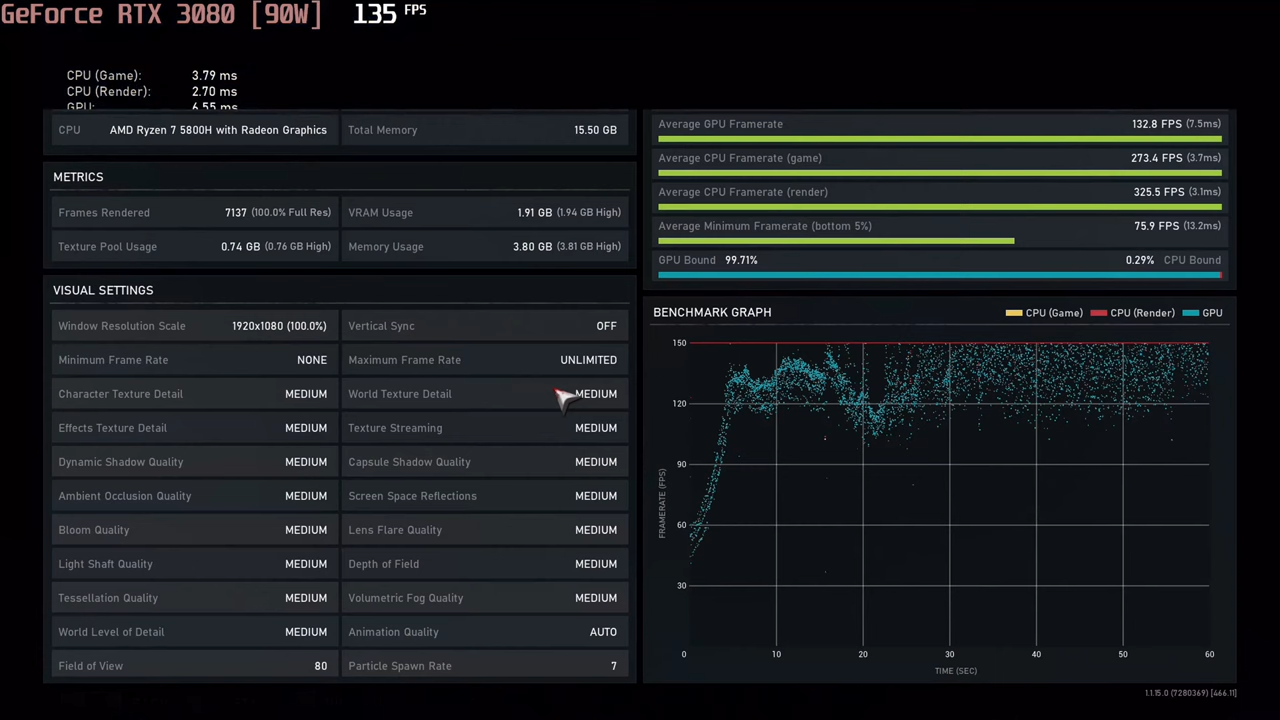 GeForce RTX 3080 [90W] 135 FPS
CPU (Game): 3.79 ms
CPU (Render): 2.70 ms
GPU: 6.55 ms
CPU AMD Ryzen 7 5800H with Radeon Graphics Total Memory 15.50 GB
METRICS
Frames Rendered 7137 (100.0% Full Res) VRAM Usage 1.91 GB (1.94 GB High)
Texture Pool Usage 0.74 GB (0.76 GB High) Memory Usage 3.80 GB (3.81 GB High)
VISUAL SETTINGS
Window Resolution Scale 1920x1080 (100.0%) Vertical Sync OFF
Minimum Frame Rate NONE Maximum Frame Rate UNLIMITED
Character Texture Detail MEDIUM World Texture Detail MEDIUM
Effects Texture Detail MEDIUM Texture Streaming MEDIUM
Dynamic Shadow Quality MEDIUM Capsule Shadow Quality MEDIUM
Ambient Occlusion Quality MEDIUM Screen Space Reflections MEDIUM
Bloom Quality MEDIUM Lens Flare Quality MEDIUM
Light Shaft Quality MEDIUM Depth of Field MEDIUM
Tessellation Quality MEDIUM Volumetric Fog Quality MEDIUM
World Level of Detail MEDIUM Animation Quality AUTO
Field of View 80 Particle Spawn Rate 7
Average GPU Framerate 132.8 FPS (7.5ms)
Average CPU Framerate (game) 273.4 FPS (3.7ms)
Average CPU Framerate (render) 325.5 FPS (3.1ms)
Average Minimum Framerate (bottom 5%) 75.9 FPS (13.2ms)
GPU Bound 99.71% 0.29% CPU Bound
BENCHMARK GRAPH CPU (Game) CPU (Render) GPU
150
120
90
60
30
FRAMERATE (FPS)
0 10 20 30 40 50 60
TIME (SEC)
1.1.15.0 (7280369) [466.11]